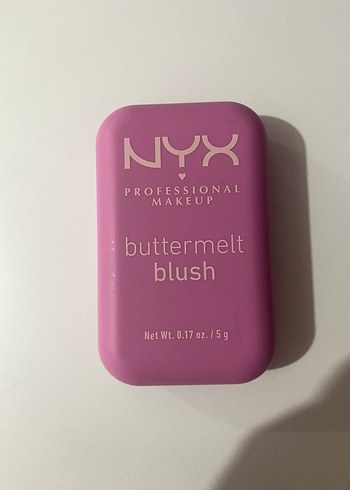 NYX
PROFESSIONAL
MAKEUP
buttermelt
blush
Net Wt. 0.17 oz. / 5 g